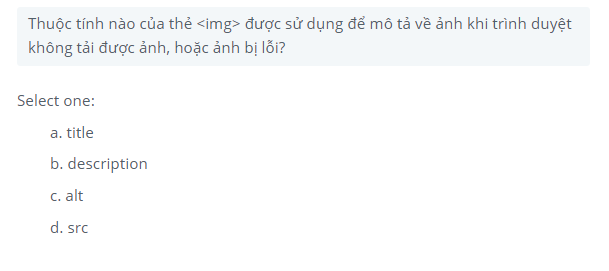 Thuộc tính nào của thẻ <img> được sử dụng để mô tả về ảnh khi trình duyệt
không tải được ảnh, hoặc ảnh bị lỗi?
Select one:
a. title
b. description
c. alt
d. src